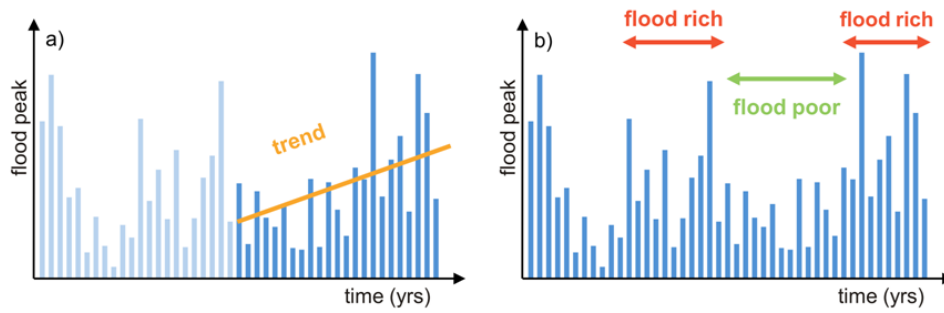 a)
flood peak
trend
time (yrs)
b)
flood peak
flood rich
flood poor
flood rich
time (yrs)